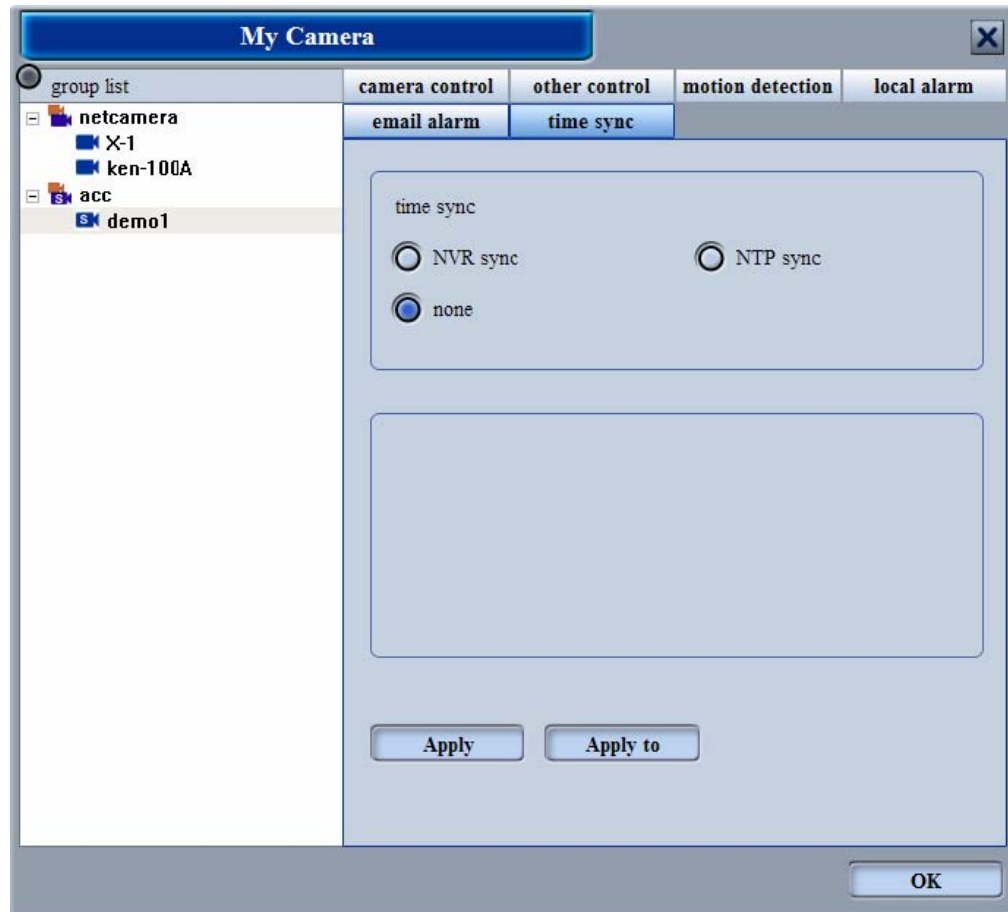 My Camera
group list
netcamera
X-1
ken-100A
acc
demo1
camera control other control motion detection local alarm
email alarm time sync
time sync
NVR sync NTP sync
none
Apply Apply to
OK